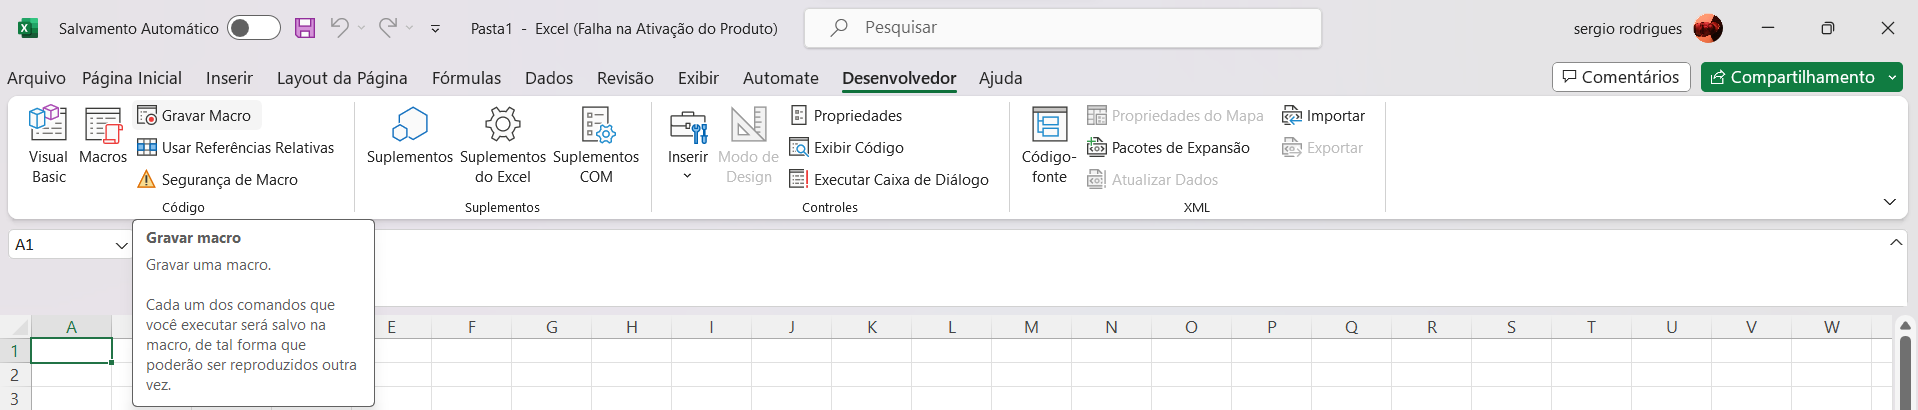 Salvamento Automático
Pasta1 - Excel (Falha na Ativação do Produto)
Pesquisar
sergio rodrigues
Arquivo Página Inicial Inserir Layout da Página Fórmulas Dados Revisão Exibir Automate Desenvolvedor Ajuda
Comentários
Compartilhamento
Visual
Basic
Macros
Gravar Macro
Usar Referências Relativas
Segurança de Macro
Código
Suplementos
Suplementos
do Excel
Suplementos
COM
Suplementos
Inserir
Modo de
Design
Propriedades
Exibir Código
Executar Caixa de Diálogo
Controles
Código-
fonte
Propriedades do Mapa
Pacotes de Expansão
Atualizar Dados
Importar
Exportar
XML
A1
Gravar macro
Gravar uma macro.
Cada um dos comandos que
você executar será salvo na
macro, de tal forma que
poderão ser reproduzidos outra
vez.
A E F G H I J K L M N O P Q R S T U V W
1
2
3